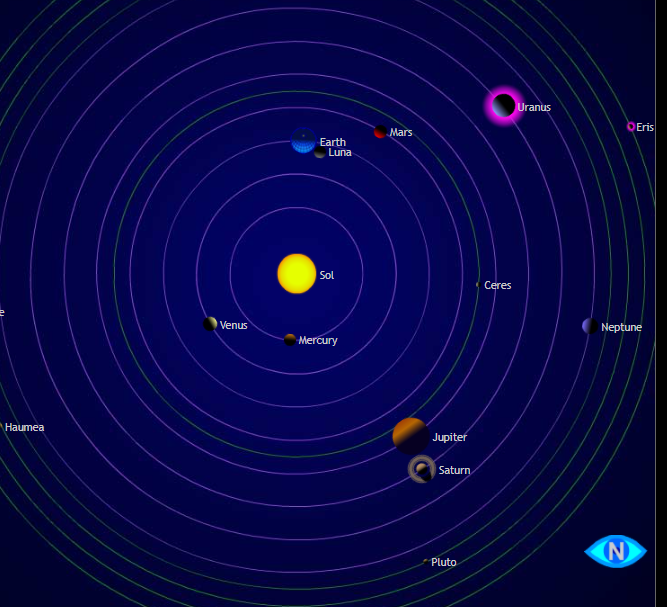 Uranus
Eris
Mars
Earth
Luna
Sol
Ceres
e
Venus
Neptune
Mercury
Haumea
Jupiter
Saturn
N
Pluto